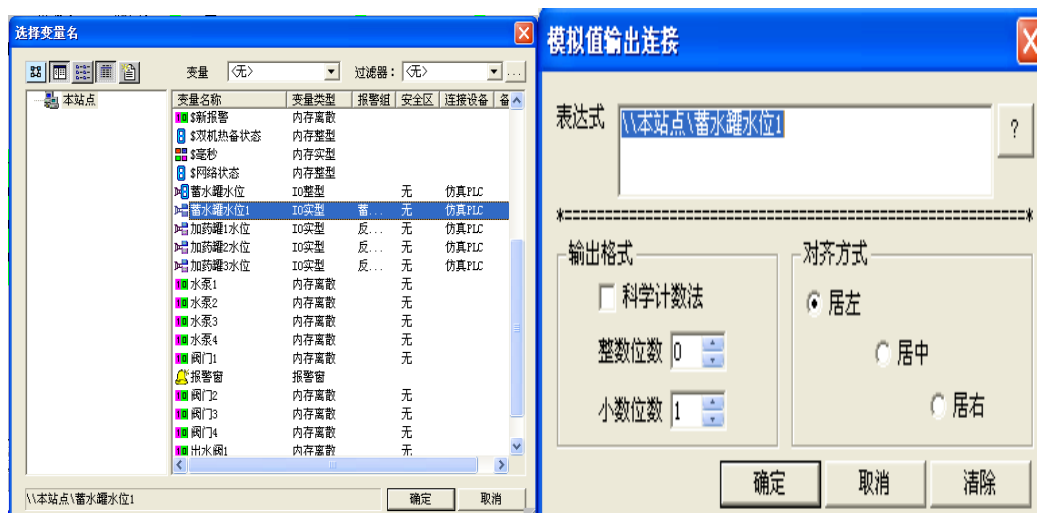 选择变量名
变量 <无> 过滤器： <无> ...
本站点
变量名称 变量类型 报警组 安全区 连接设备 备
$新报警 内存离散
$双机热备状态 内存整型
$毫秒 内存实型
$网络状态 内存整型
蓄水罐水位 IO整型 无 仿真PLC
蓄水罐水位1 IO实型 蓄... 无 仿真PLC
加药罐1水位 IO实型 反... 无 仿真PLC
加药罐2水位 IO实型 反... 无 仿真PLC
加药罐3水位 IO实型 反... 无 仿真PLC
水泵1 内存离散 无
水泵2 内存离散 无
水泵3 内存离散 无
水泵4 内存离散 无
阀门1 内存离散 无
报警窗 报警窗
阀门2 内存离散 无
阀门3 内存离散 无
阀门4 内存离散 无
出水阀1 内存离散 无
\\本站点\蓄水罐水位1 确定 取消
模拟值输出连接
表达式 \\本站点\蓄水罐水位1 ?
输出格式 对齐方式
科学计数法 居左
整数位数 0 居中
小数位数 1 居右
确定 取消 清除